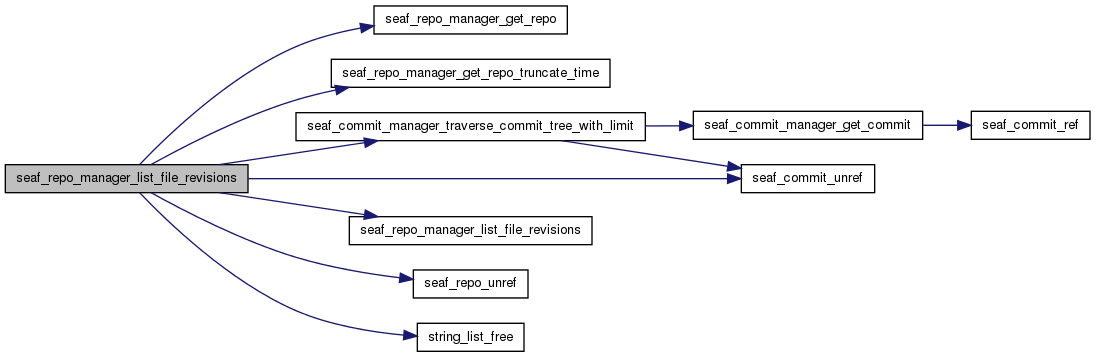 seaf_repo_manager_get_repo
seaf_repo_manager_get_repo_truncate_time
seaf_commit_manager_traverse_commit_tree_with_limit
seaf_commit_manager_get_commit
seaf_commit_ref
seaf_repo_manager_list_file_revisions
seaf_commit_unref
seaf_repo_manager_list_file_revisions
seaf_repo_unref
string_list_free